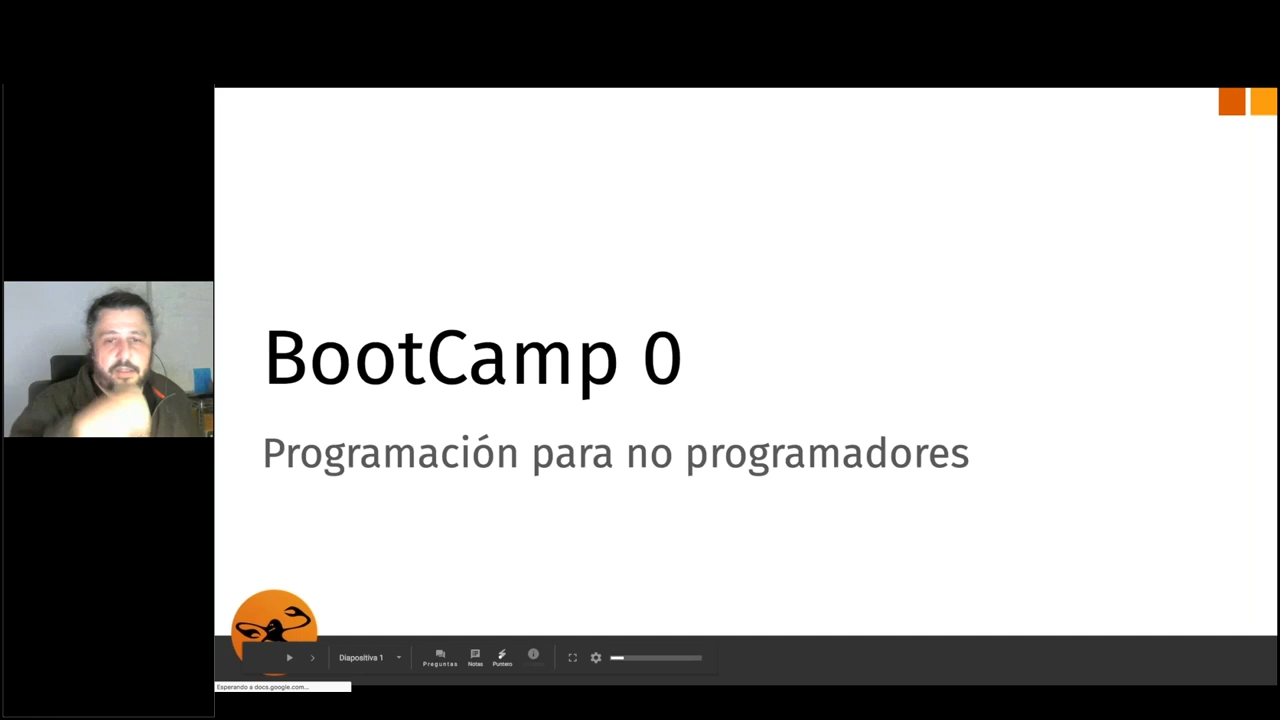 BootCamp 0
Programación para no programadores
Diapositiva 1
Preguntas
Notas
Puntero
Esperando a docs.google.com...